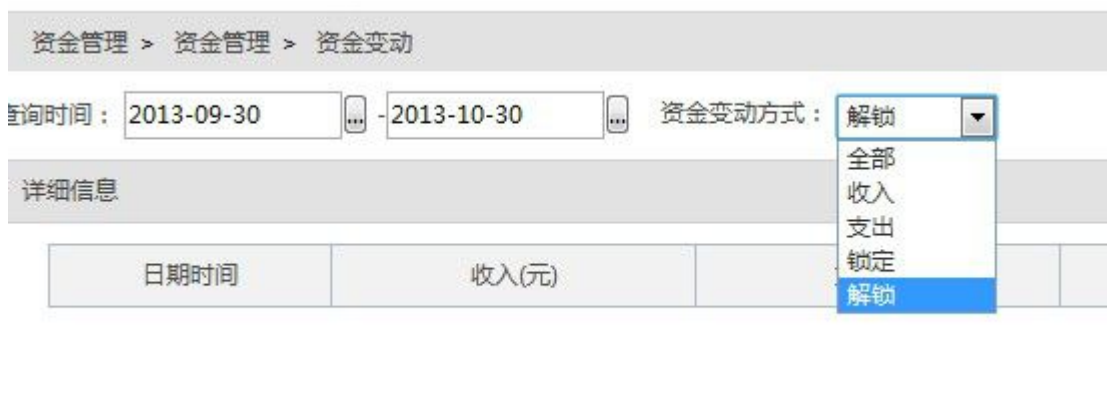 资金管理 > 资金管理 > 资金变动
查询时间： 2013-09-30 ... - 2013-10-30 ... 资金变动方式： 解锁
全部
收入
支出
锁定
解锁
详细信息
日期时间 收入(元)